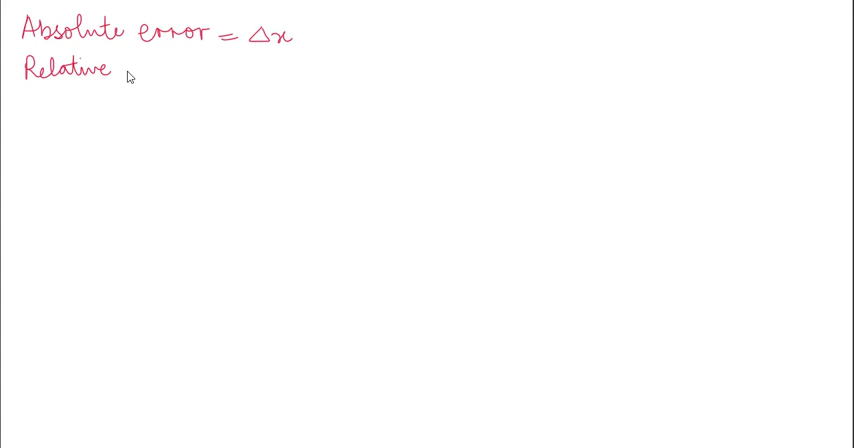 Absolute error = Δx
Relative